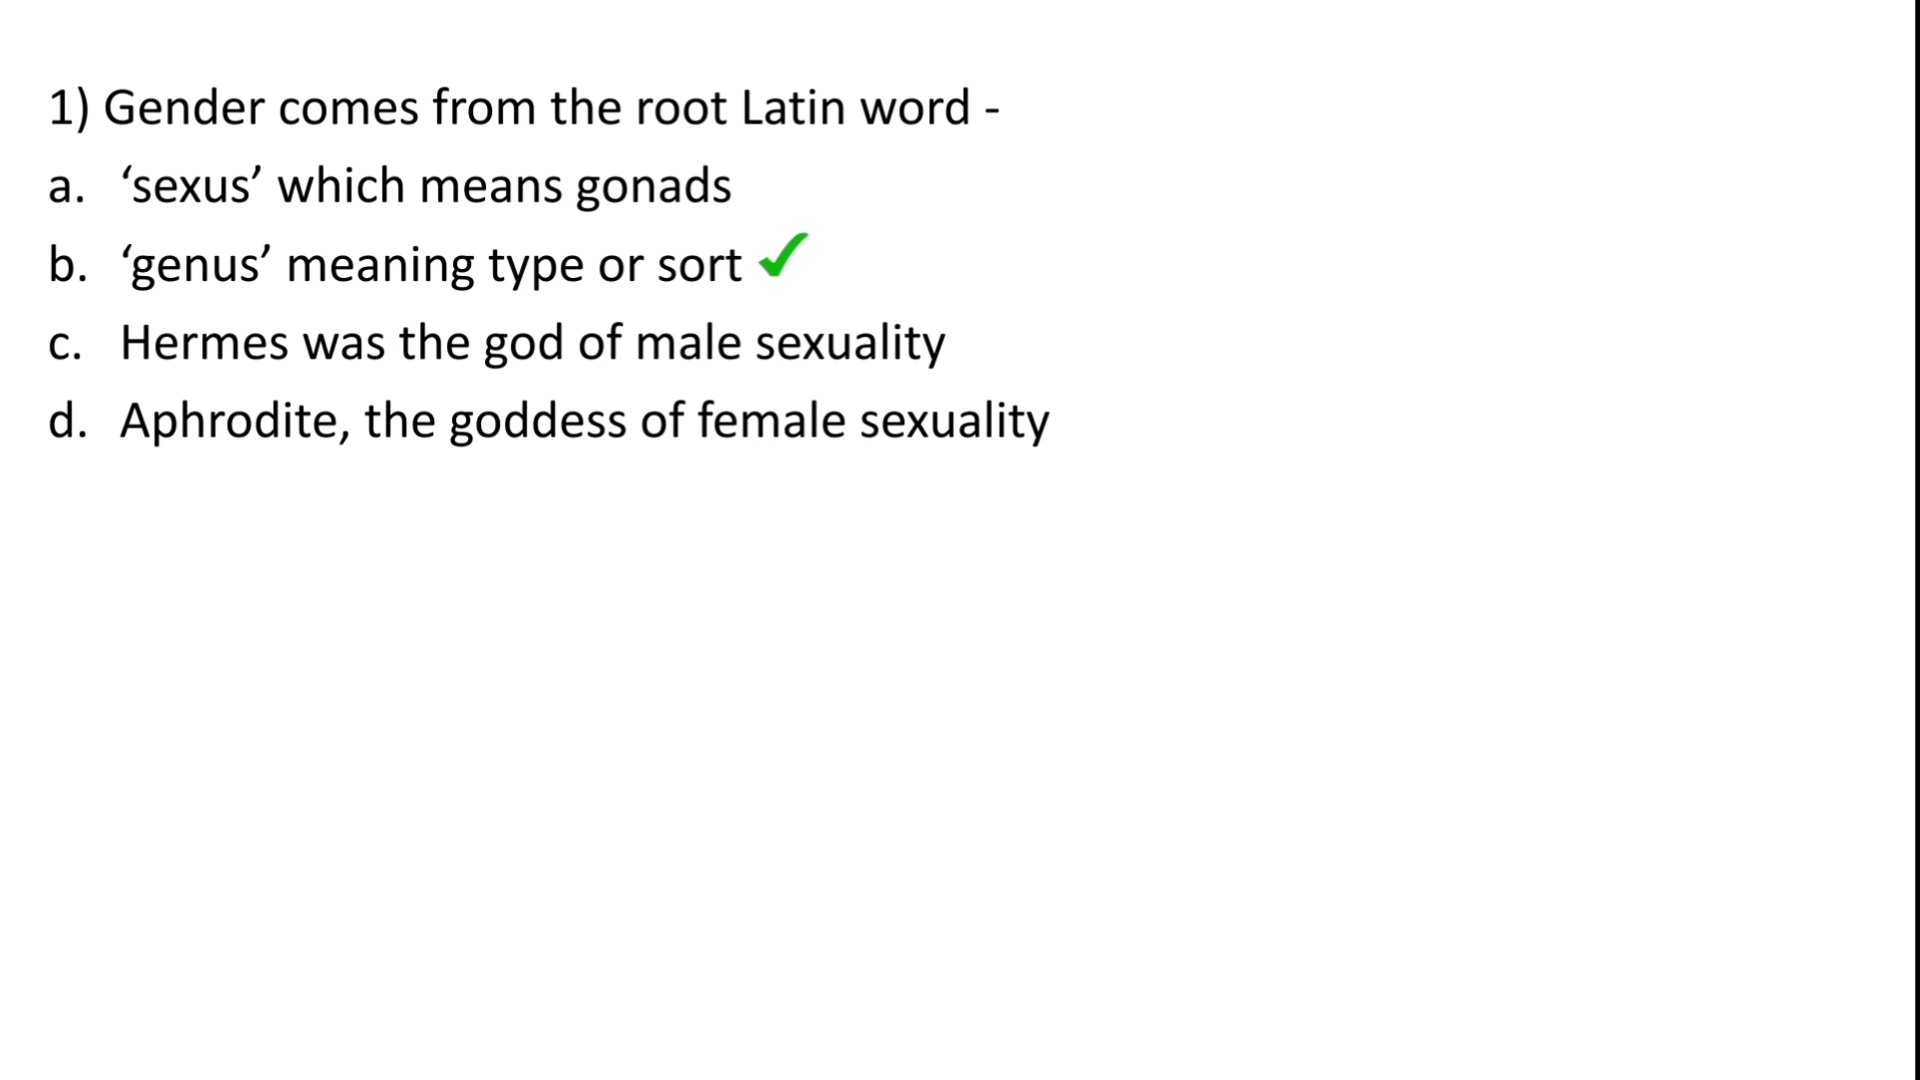 1) Gender comes from the root Latin word -
a. ‘sexus’ which means gonads
b. ‘genus’ meaning type or sort
c. Hermes was the god of male sexuality
d. Aphrodite, the goddess of female sexuality